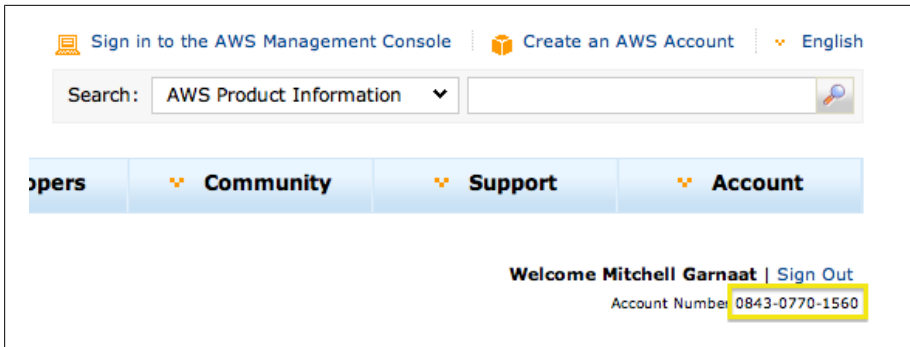 Sign in to the AWS Management Console Create an AWS Account English
Search: AWS Product Information
opers Community Support Account
Welcome Mitchell Garnaat | Sign Out
Account Number 0843-0770-1560